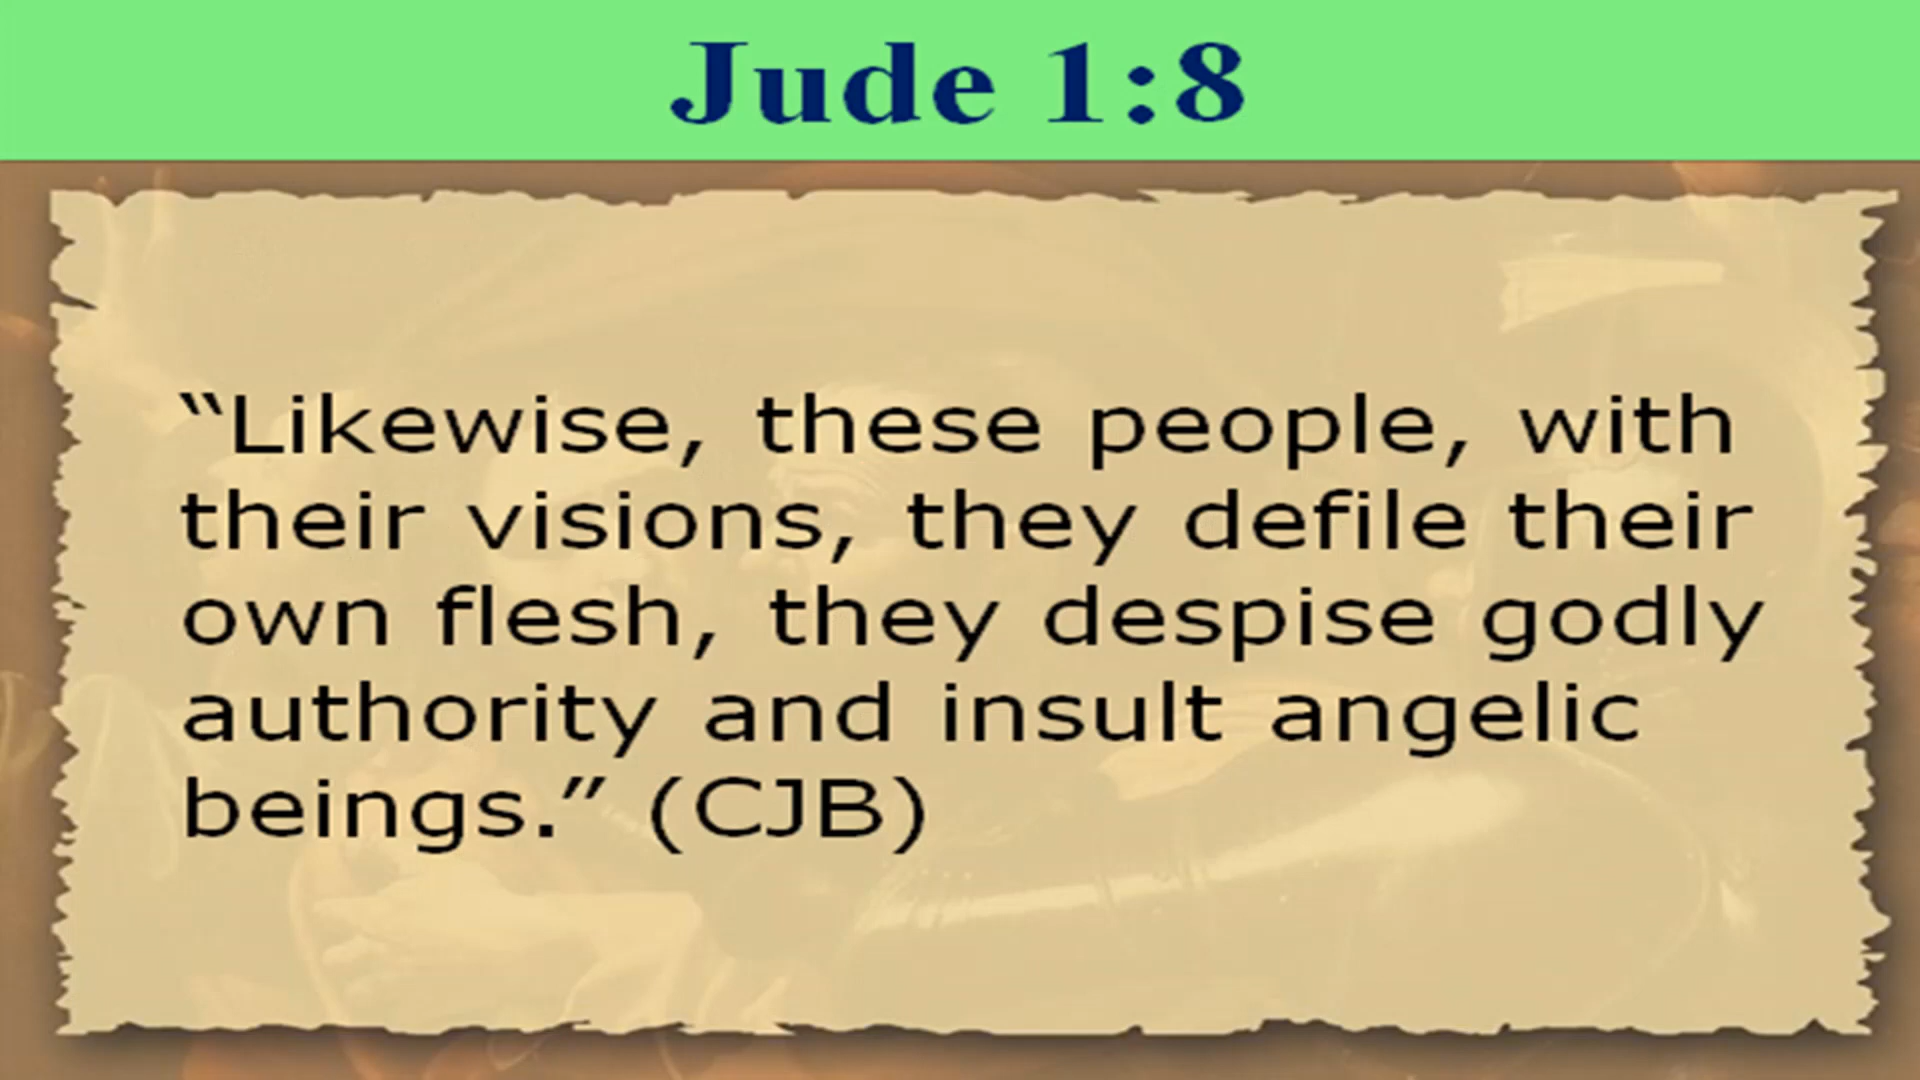 Jude 1:8
“Likewise, these people, with
their visions, they defile their
own flesh, they despise godly
authority and insult angelic
beings.” (CJB)